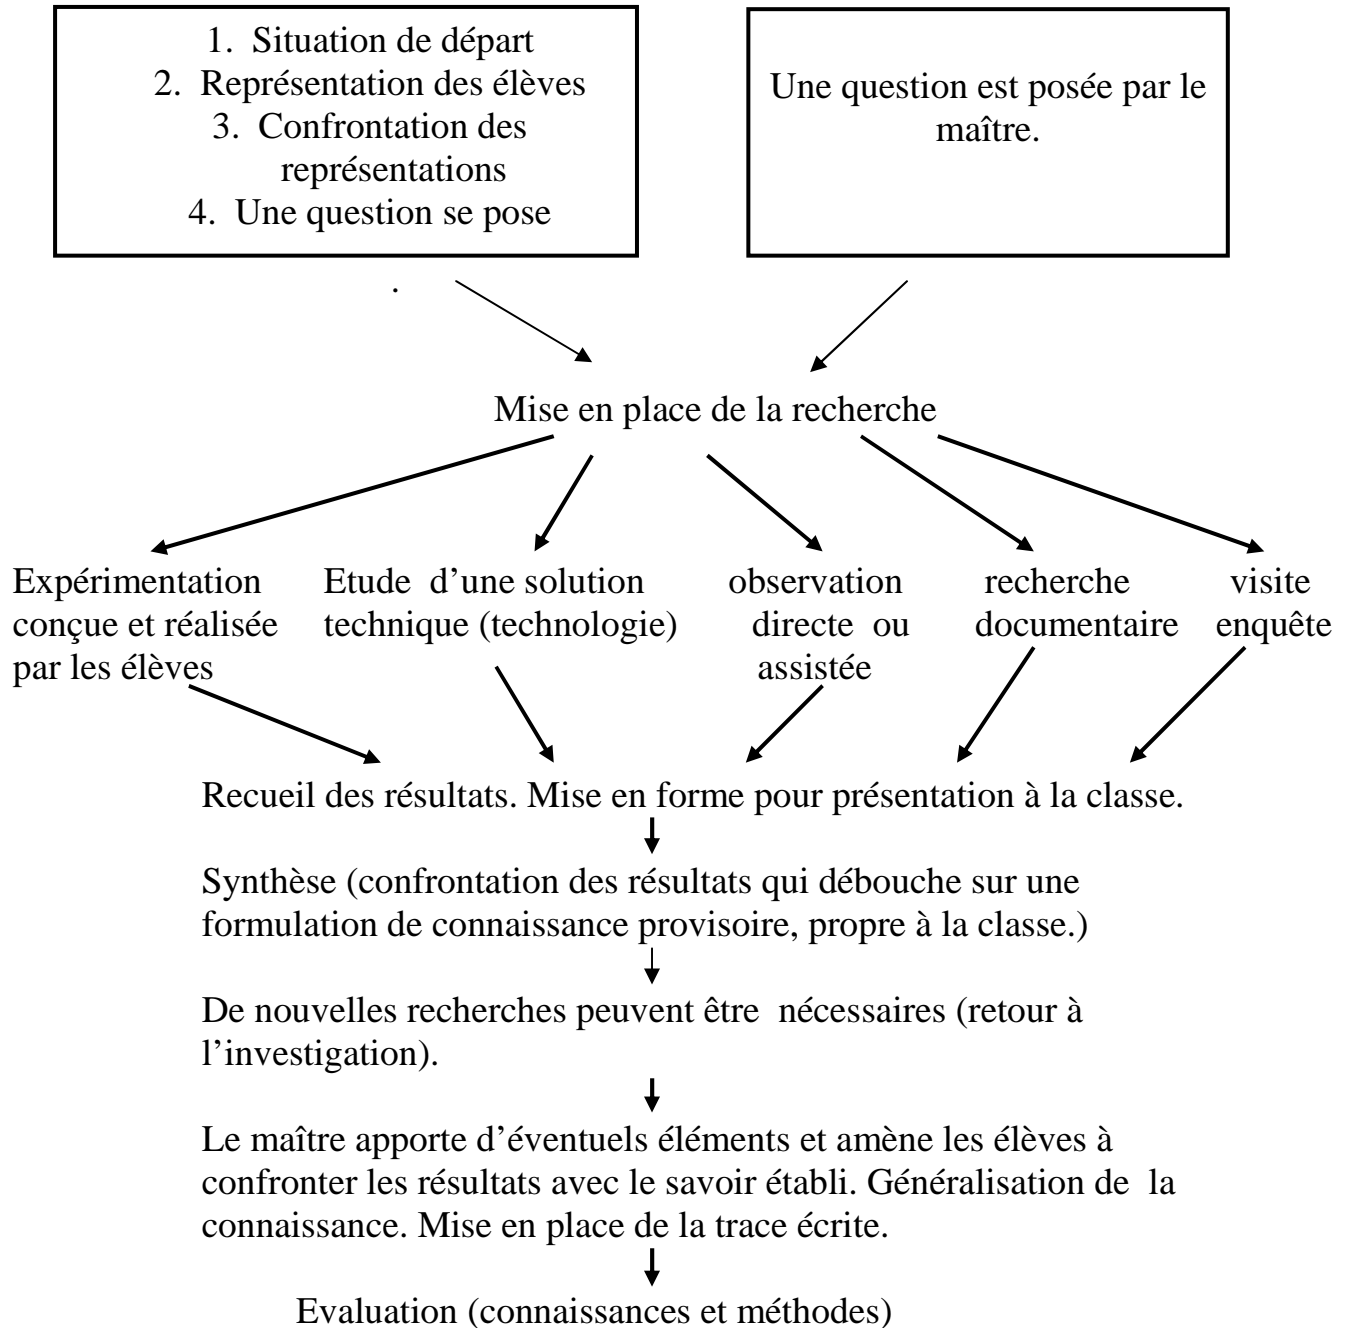 1. Situation de départ
2. Représentation des élèves
3. Confrontation des
représentations
4. Une question se pose
Une question est posée par le
maître.
.
Mise en place de la recherche
Expérimentation
conçue et réalisée
par les élèves
Etude d’une solution
technique (technologie)
observation
directe ou
assistée
recherche
documentaire
visite
enquête
Recueil des résultats. Mise en forme pour présentation à la classe.
Synthèse (confrontation des résultats qui débouche sur une
formulation de connaissance provisoire, propre à la classe.)
De nouvelles recherches peuvent être nécessaires (retour à
l’investigation).
Le maître apporte d’éventuels éléments et amène les élèves à
confronter les résultats avec le savoir établi. Généralisation de la
connaissance. Mise en place de la trace écrite.
Evaluation (connaissances et méthodes)